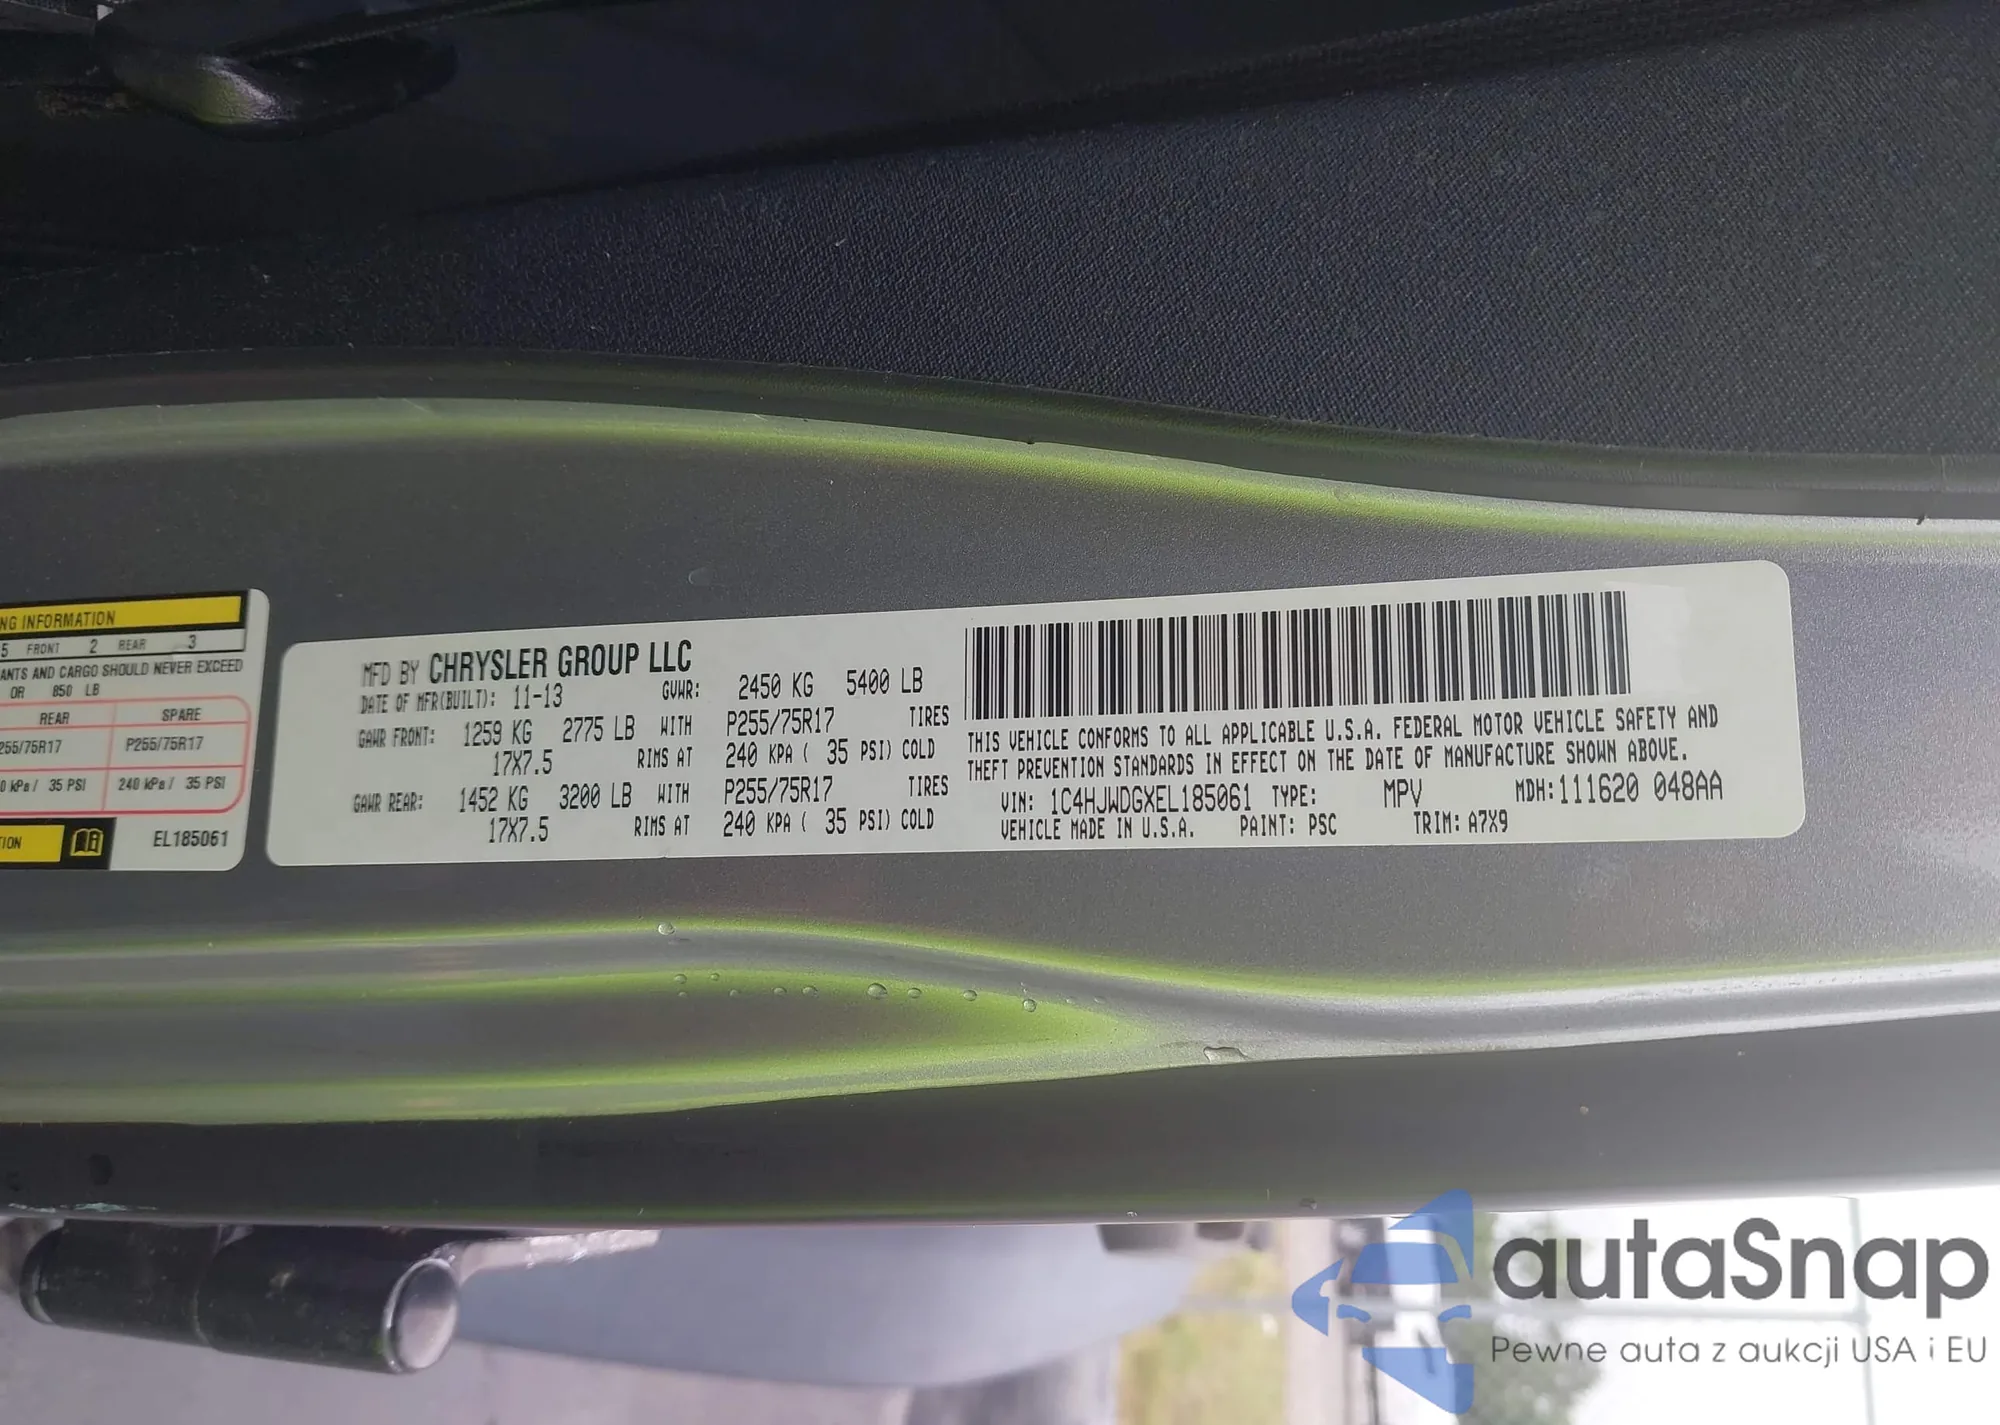 NG INFORMATION
5 FRONT 2 REAR 3
ANTS AND CARGO SHOULD NEVER EXCEED
OR 850 LB
REAR SPARE
255/75R17 P255/75R17
0 kPa / 35 PSI 240 kPa / 35 PSI
TION
EL185061
MFD BY CHRYSLER GROUP LLC
DATE OF MFR(BUILT): 11-13 GVWR: 2450 KG 5400 LB
GAWR FRONT: 1259 KG 2775 LB WITH P255/75R17 TIRES
17X7.5 RIMS AT 240 KPA ( 35 PSI) COLD
GAWR REAR: 1452 KG 3200 LB WITH P255/75R17 TIRES
17X7.5 RIMS AT 240 KPA ( 35 PSI) COLD
THIS VEHICLE CONFORMS TO ALL APPLICABLE U.S.A. FEDERAL MOTOR VEHICLE SAFETY AND
THEFT PREVENTION STANDARDS IN EFFECT ON THE DATE OF MANUFACTURE SHOWN ABOVE.
VIN: 1C4HJWDGXEL185061 TYPE: MPV MDH: 111620 048AA
VEHICLE MADE IN U.S.A. PAINT: PSC TRIM: A7X9
autaSnap
Pewne auta z aukcji USA i EU